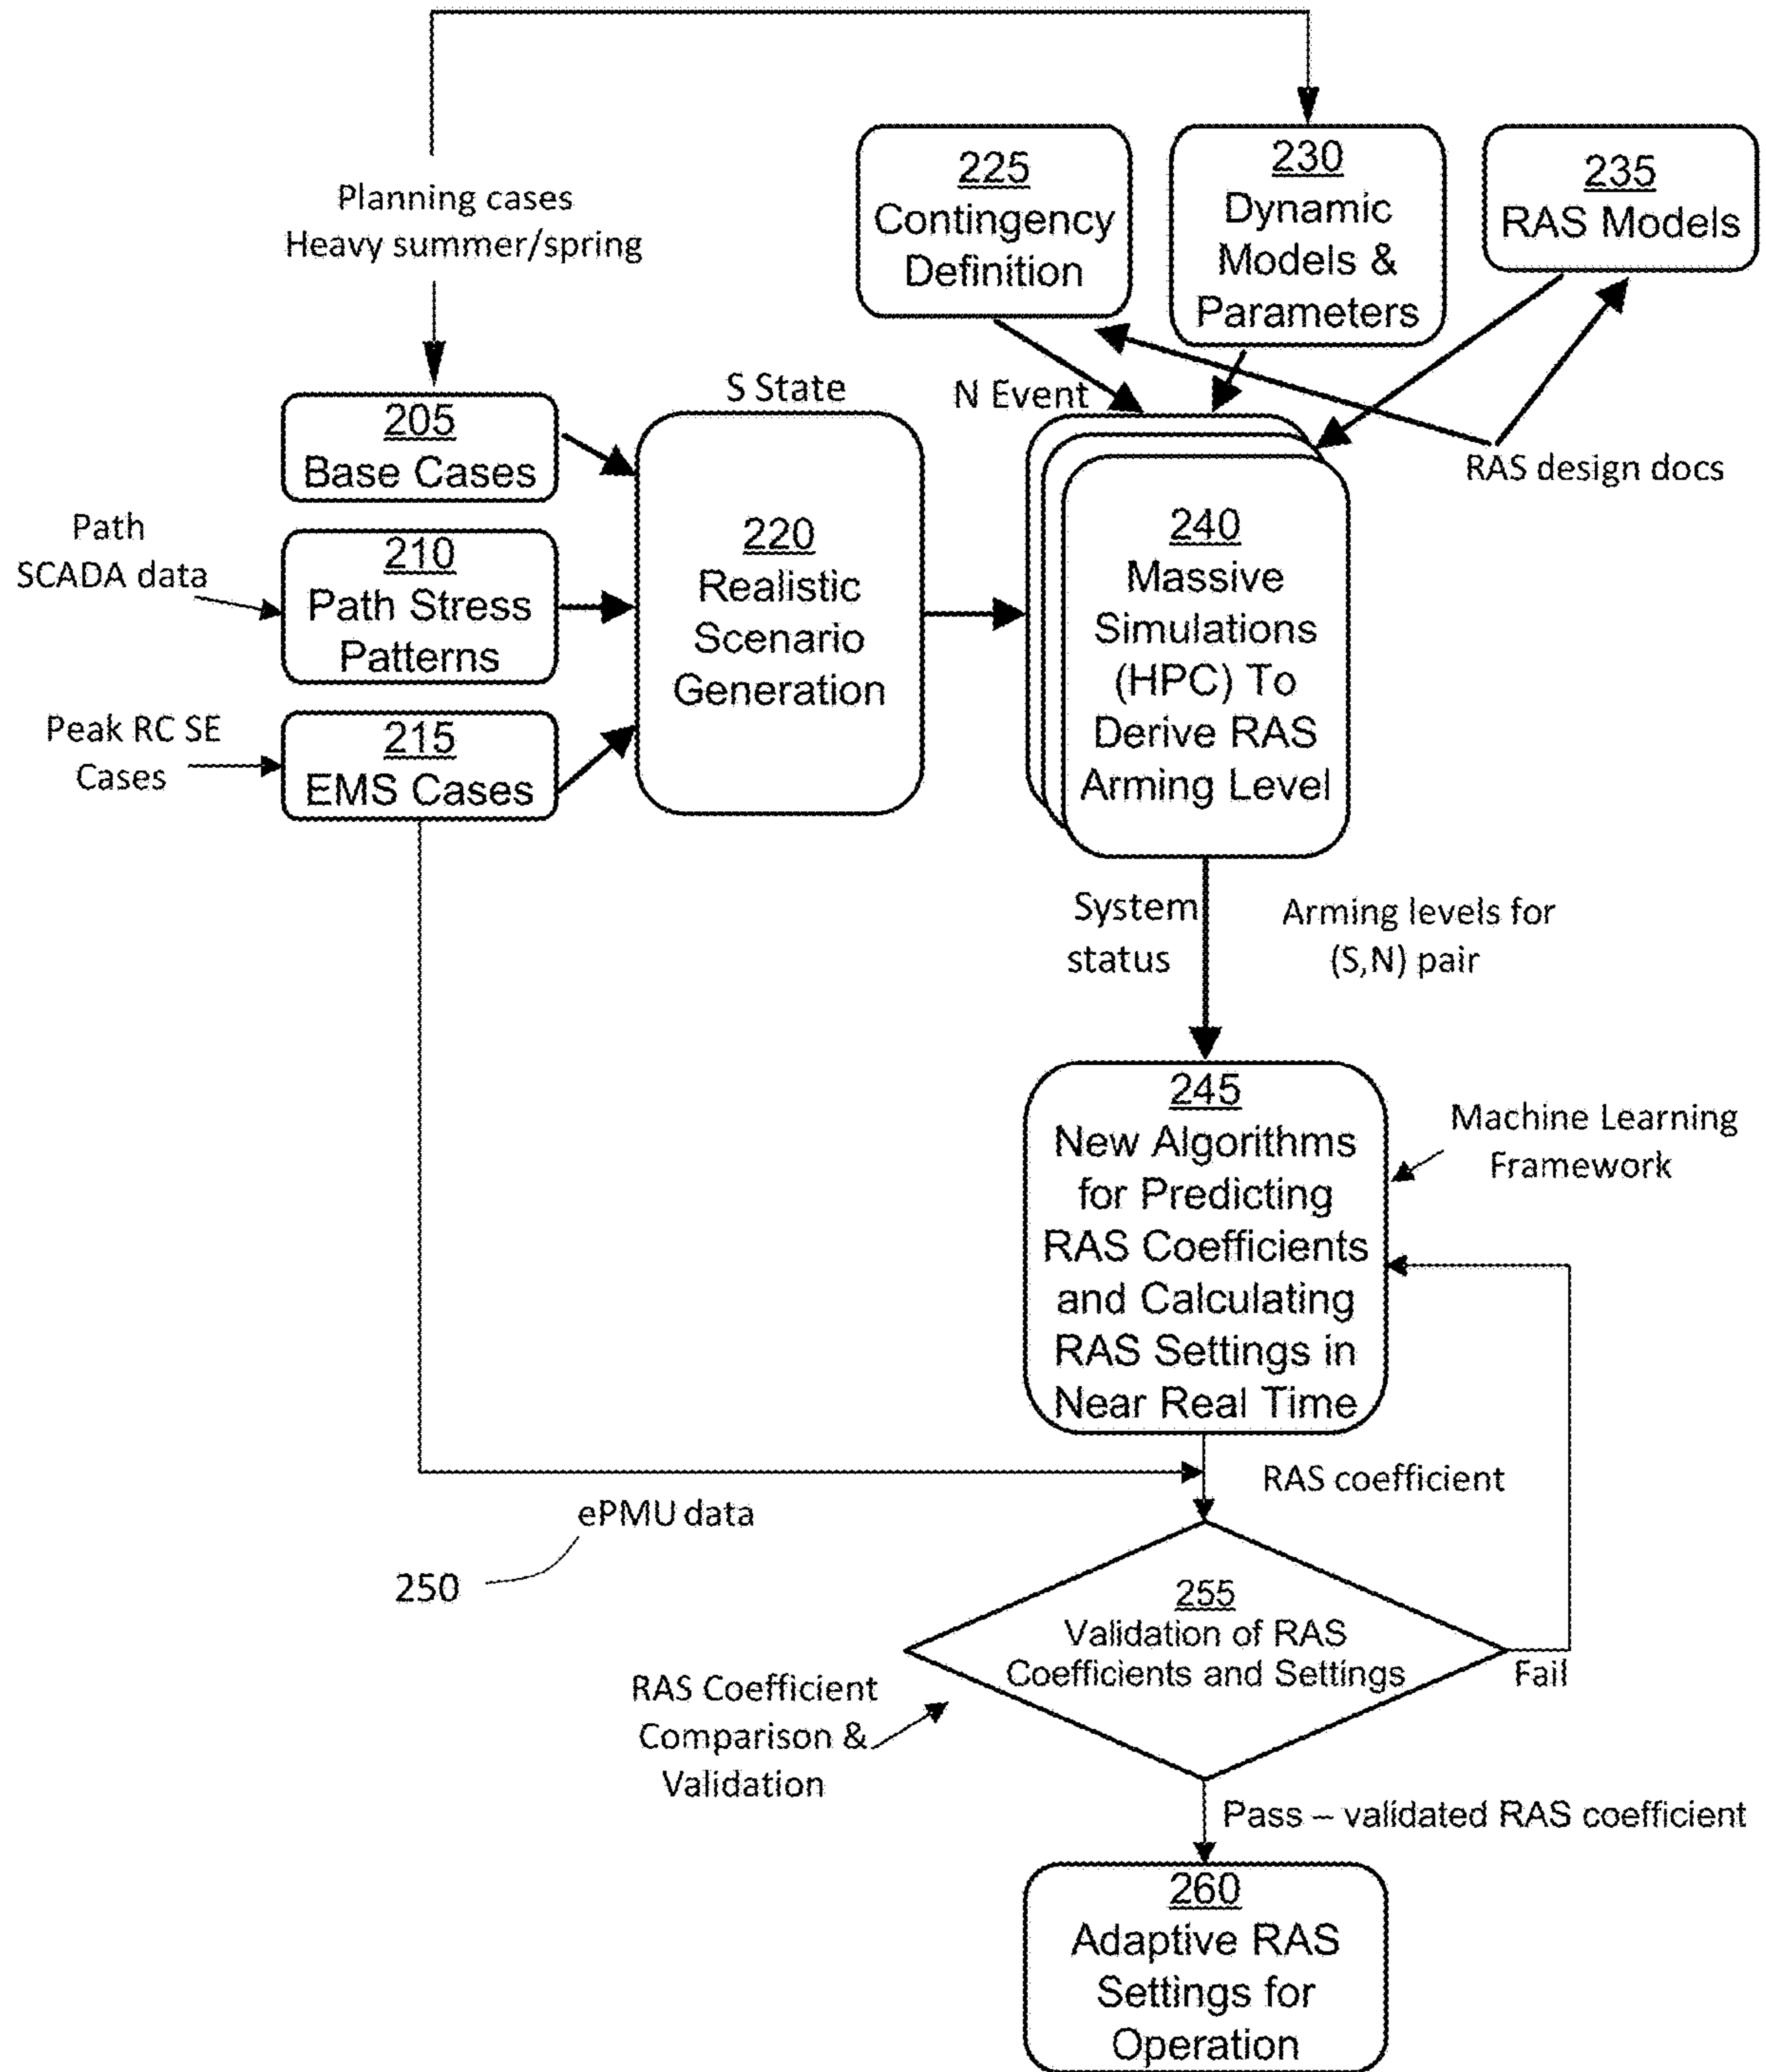 Planning cases
Heavy summer/spring
225
Contingency
Definition
230
Dynamic
Models &
Parameters
235
RAS Models
RAS design docs
205
Base Cases
Path
SCADA data
210
Path Stress
Patterns
Peak RC SE
Cases
215
EMS Cases
S State
220
Realistic
Scenario
Generation
N Event
240
Massive
Simulations
(HPC) To
Derive RAS
Arming Level
System
status
Arming levels for
(S,N) pair
245
New Algorithms
for Predicting
RAS Coefficients
and Calculating
RAS Settings in
Near Real Time
Machine Learning
Framework
RAS coefficient
ePMU data
250
255
Validation of RAS
Coefficients and Settings
Fail
RAS Coefficient
Comparison &
Validation
Pass – validated RAS coefficient
260
Adaptive RAS
Settings for
Operation